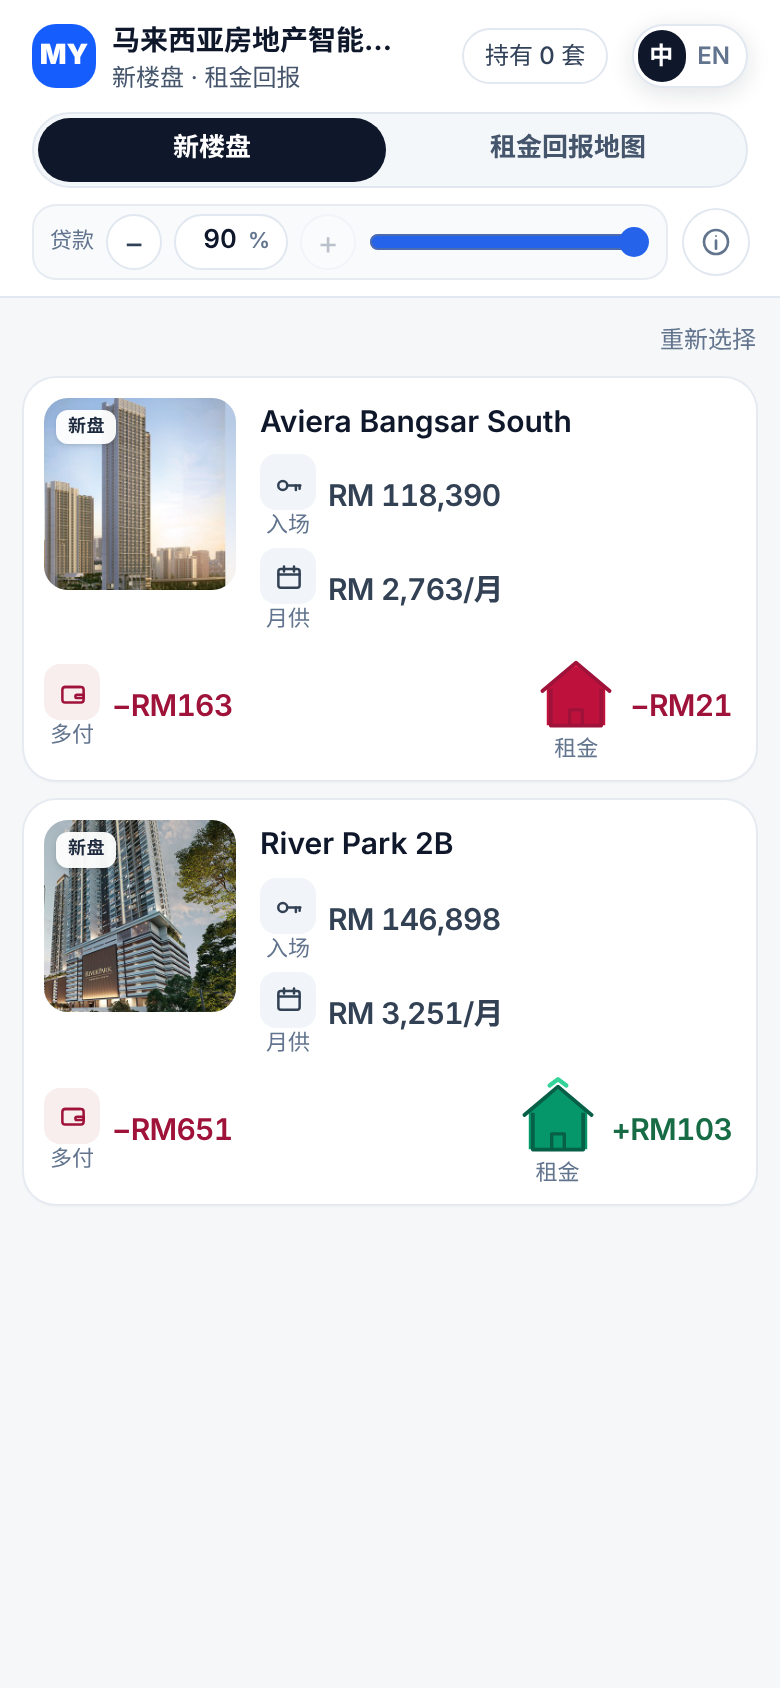 MY
马来西亚房地产智能...
新楼盘 · 租金回报
持有 0 套
中
EN
新楼盘
租金回报地图
贷款
−
90 %
+
重新选择
新盘
Aviera Bangsar South
入场
RM 118,390
月供
RM 2,763/月
多付
−RM163
租金
−RM21
新盘
RIVERPARK
River Park 2B
入场
RM 146,898
月供
RM 3,251/月
多付
−RM651
租金
+RM103